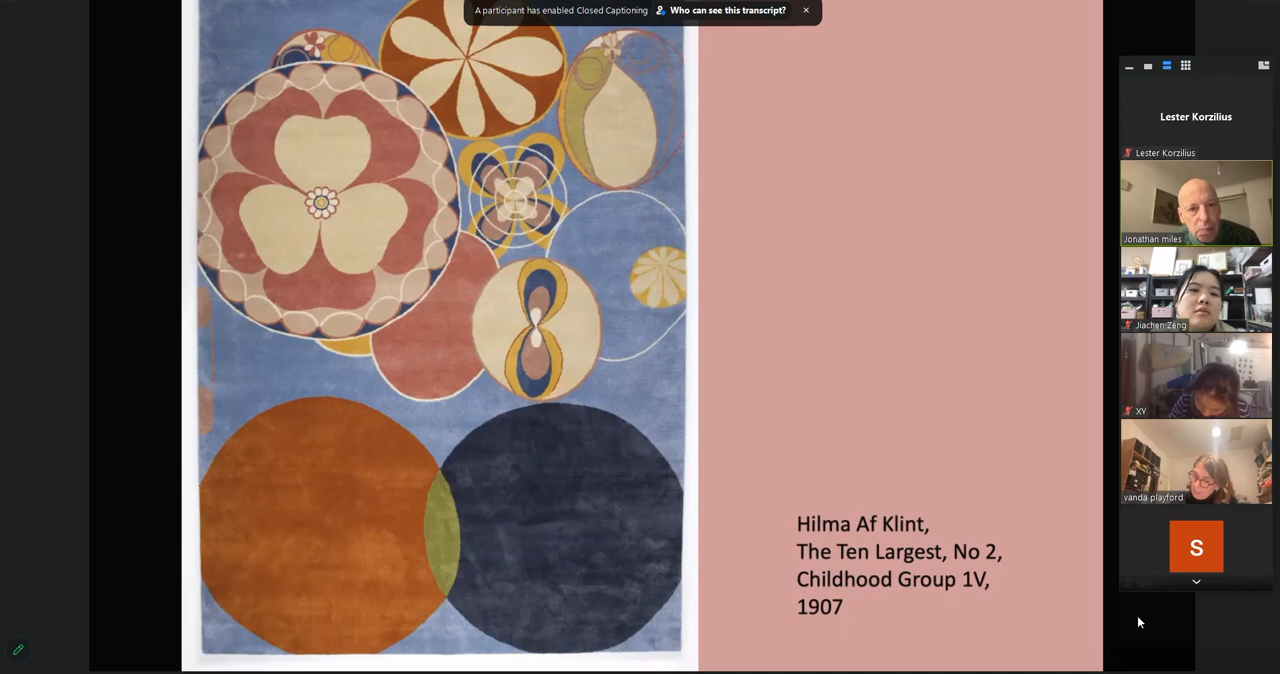 A participant has enabled Closed Captioning Who can see this transcript?
Lester Korzilius
Lester Korzilius
Jonathan miles
Jiachen Zeng
XY
vanda playford
S
Hilma Af Klint,
The Ten Largest, No 2,
Childhood Group 1V,
1907